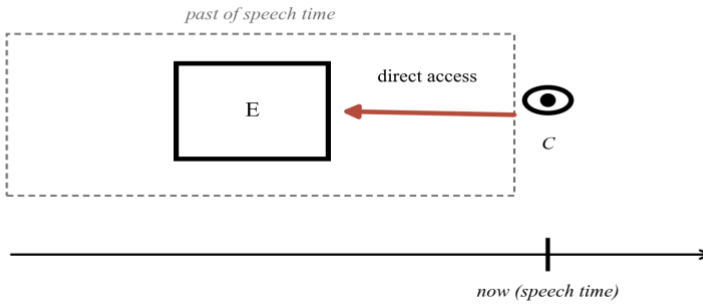 past of speech time
direct access
E
C
now (speech time)